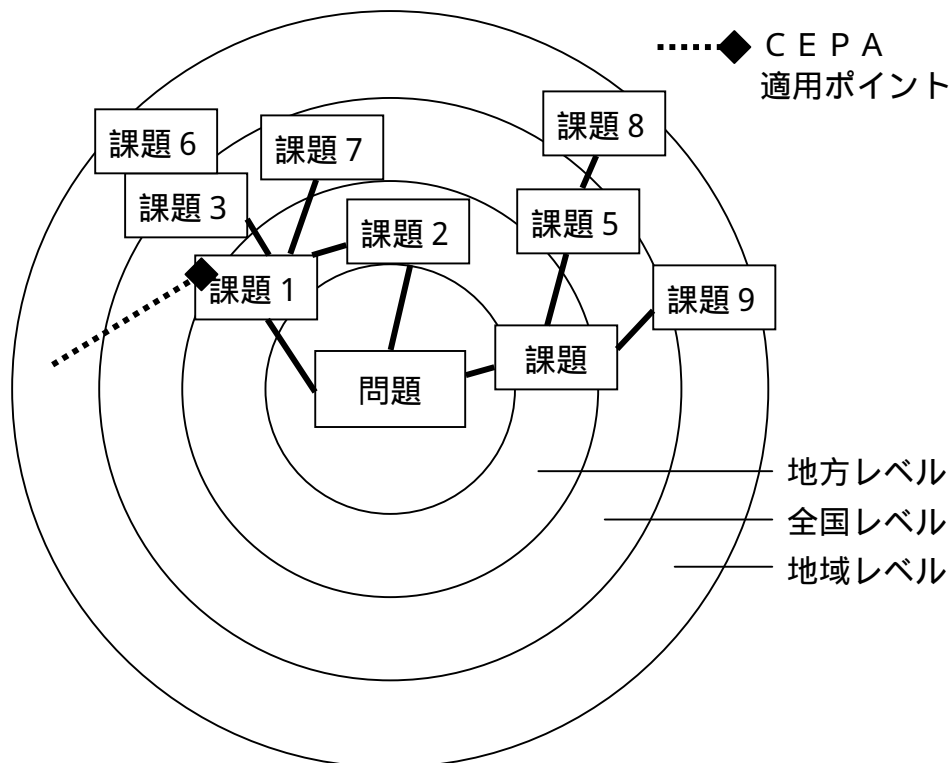 ＣＥＰＡ
適用ポイント
課題 6
課題 7
課題 8
課題 3
課題 2
課題 5
課題 1
課題 9
課題
問題
地方レベル
全国レベル
地域レベル